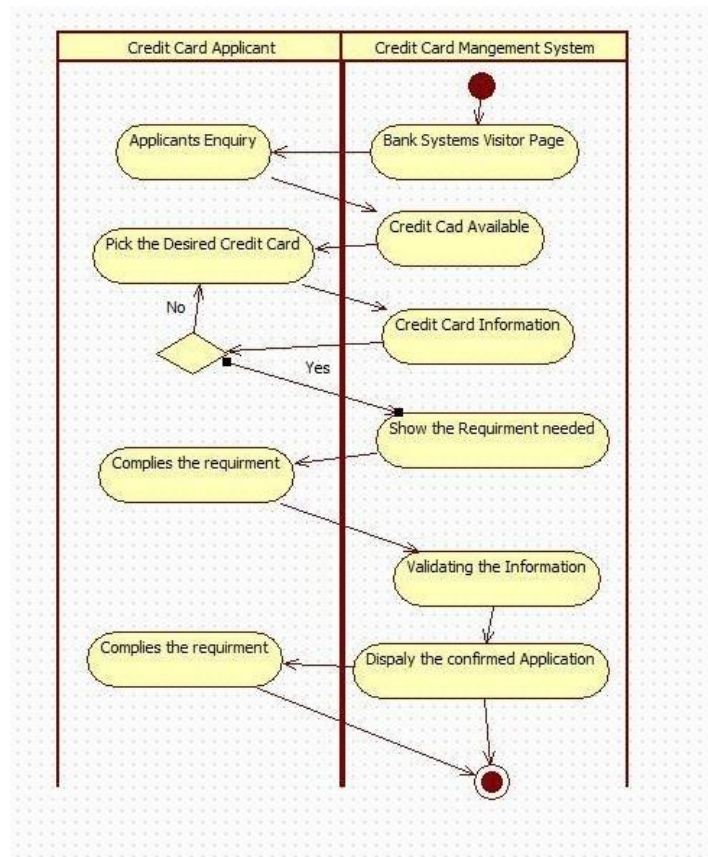 Credit Card Applicant
Credit Card Mangement System
Applicants Enquiry
Bank Systems Visitor Page
Credit Cad Available
Pick the Desired Credit Card
No
Credit Card Information
Yes
Show the Requirment needed
Complies the requirment
Validating the Information
Complies the requirment
Dispaly the confirmed Application